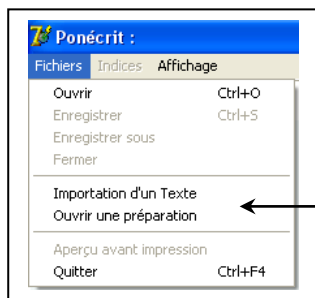 Ponécrit :
Fichiers Indices Affichage
Ouvrir Ctrl+O
Enregistrer Ctrl+S
Enregistrer sous
Fermer
Importation d'un Texte
Ouvrir une préparation
Aperçu avant impression
Quitter Ctrl+F4